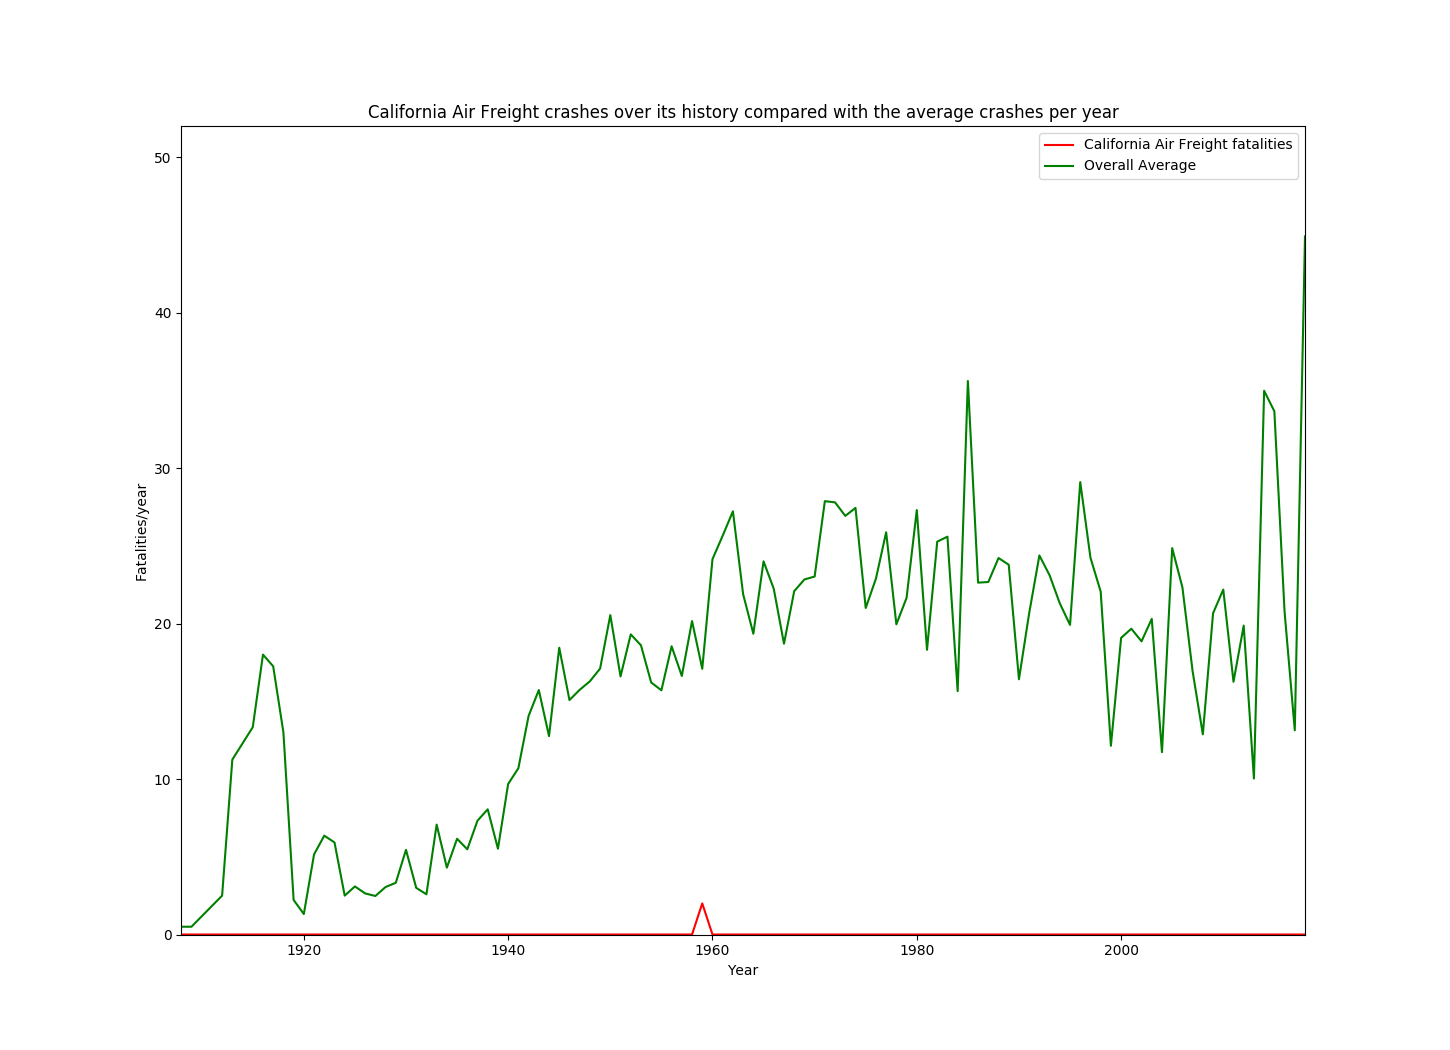 California Air Freight crashes over its history compared with the average crashes per year
California Air Freight fatalities
Overall Average
50
40
30
20
10
0
Fatalities/year
1920 1940 1960 1980 2000
Year